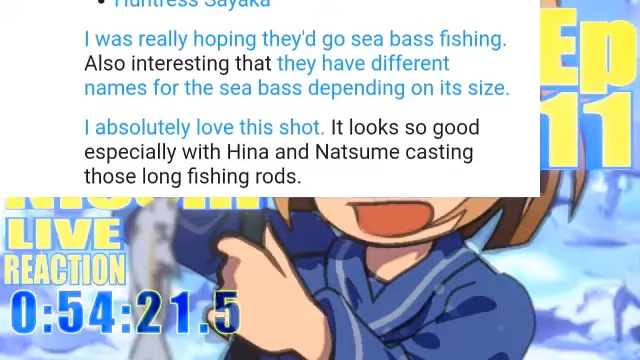 Huntress Sayaka
I was really hoping they'd go sea bass fishing.
Also interesting that they have different
names for the sea bass depending on its size.
I absolutely love this shot. It looks so good
especially with Hina and Natsume casting
those long fishing rods.
Ep
11
LIVE
REACTION
0:54:21.5